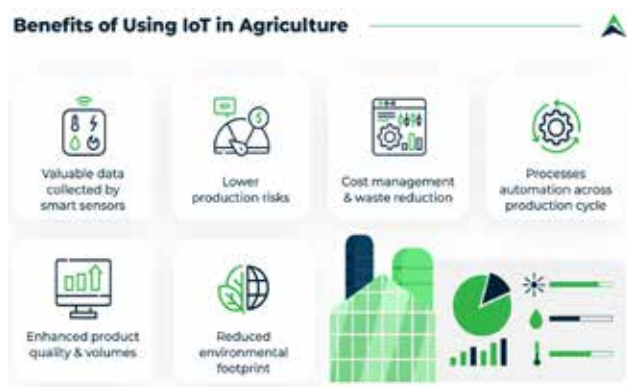 Benefits of Using IoT in Agriculture
Valuable data
collected by
smart sensors
Lower
production risks
Cost management
& waste reduction
Processes
automation across
production cycle
Enhanced product
quality & volumes
Reduced
environmental
footprint